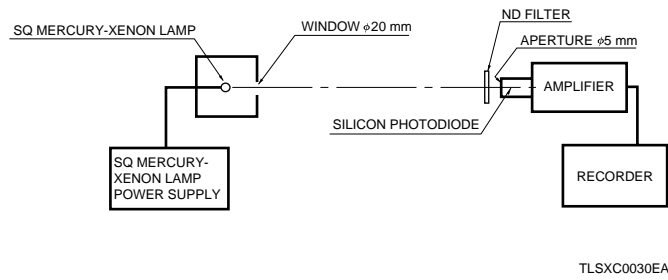 ND FILTER
SQ MERCURY-XENON LAMP
WINDOW φ20 mm
APERTURE φ5 mm
AMPLIFIER
SILICON PHOTODIODE
SQ MERCURY-
XENON LAMP
POWER SUPPLY
RECORDER
TLSXC0030EA